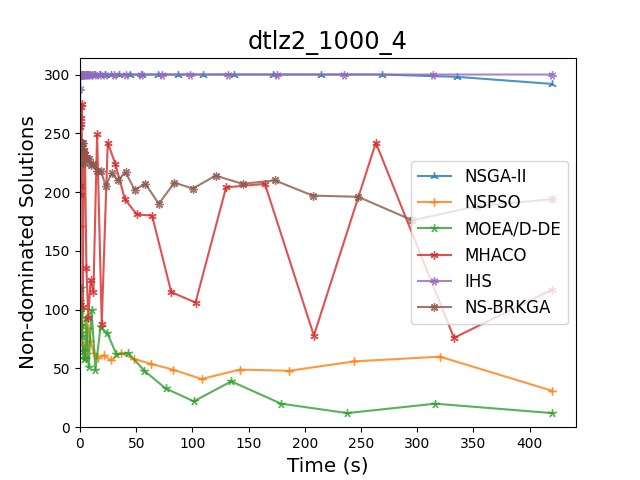 dtlz2_1000_4
Non-dominated Solutions
300
250
200
150
100
50
0
0 50 100 150 200 250 300 350 400
Time (s)
NSGA-II
NSPSO
MOEA/D-DE
MHACO
IHS
NS-BRKGA